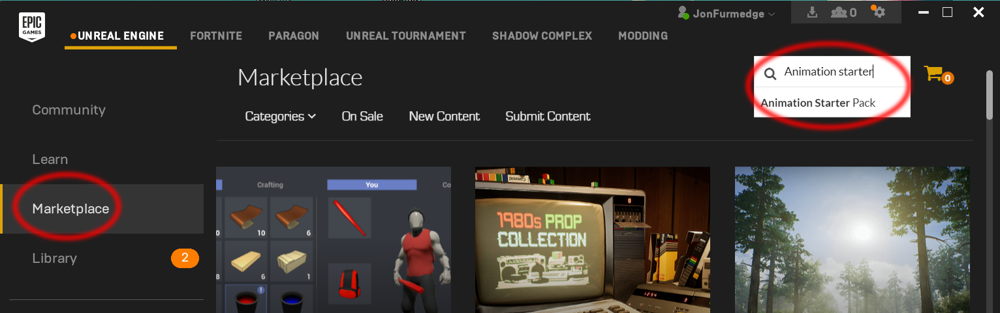 EPIC
GAMES
JonFurmedge
0
UNREAL ENGINE
FORTNITE
PARAGON
UNREAL TOURNAMENT
SHADOW COMPLEX
MODDING
Community
Learn
Marketplace
Library
2
Marketplace
Animation starter
Animation Starter Pack
0
Categories
On Sale
New Content
Submit Content
Crafting
You
Co
0
10
6
8
6
1
1980s PROP
COLLECTION